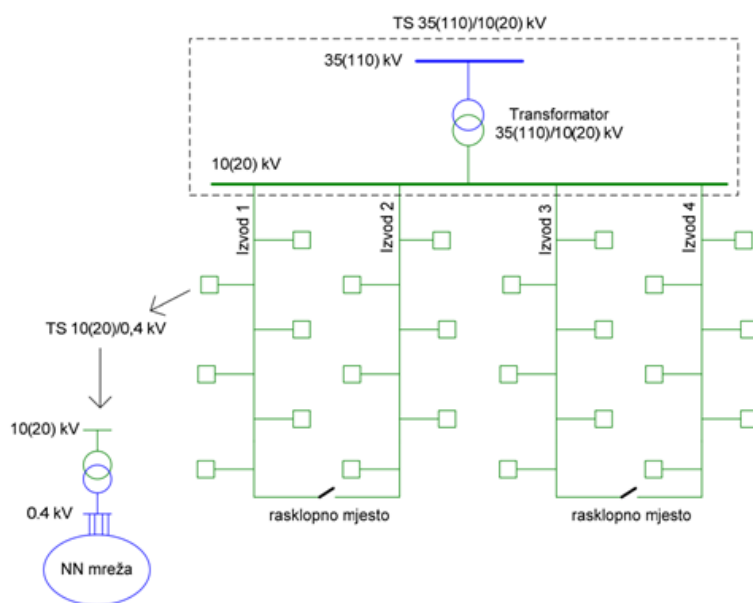 TS 35(110)/10(20) kV
35(110) kV
Transformator
35(110)/10(20) kV
10(20) kV
Izvod 1
Izvod 2
Izvod 3
Izvod 4
TS 10(20)/0,4 kV
10(20) kV
0.4 kV
NN mreža
rasklopno mjesto
rasklopno mjesto